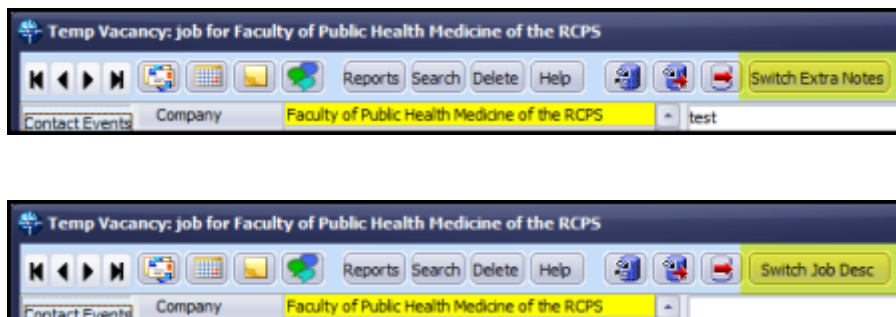 Temp Vacancy: job for Faculty of Public Health Medicine of the RCPS
Reports Search Delete Help Switch Extra Notes
Contact Events Company Faculty of Public Health Medicine of the RCPS test
Temp Vacancy: job for Faculty of Public Health Medicine of the RCPS
Reports Search Delete Help Switch Job Desc
Contact Events Company Faculty of Public Health Medicine of the RCPS